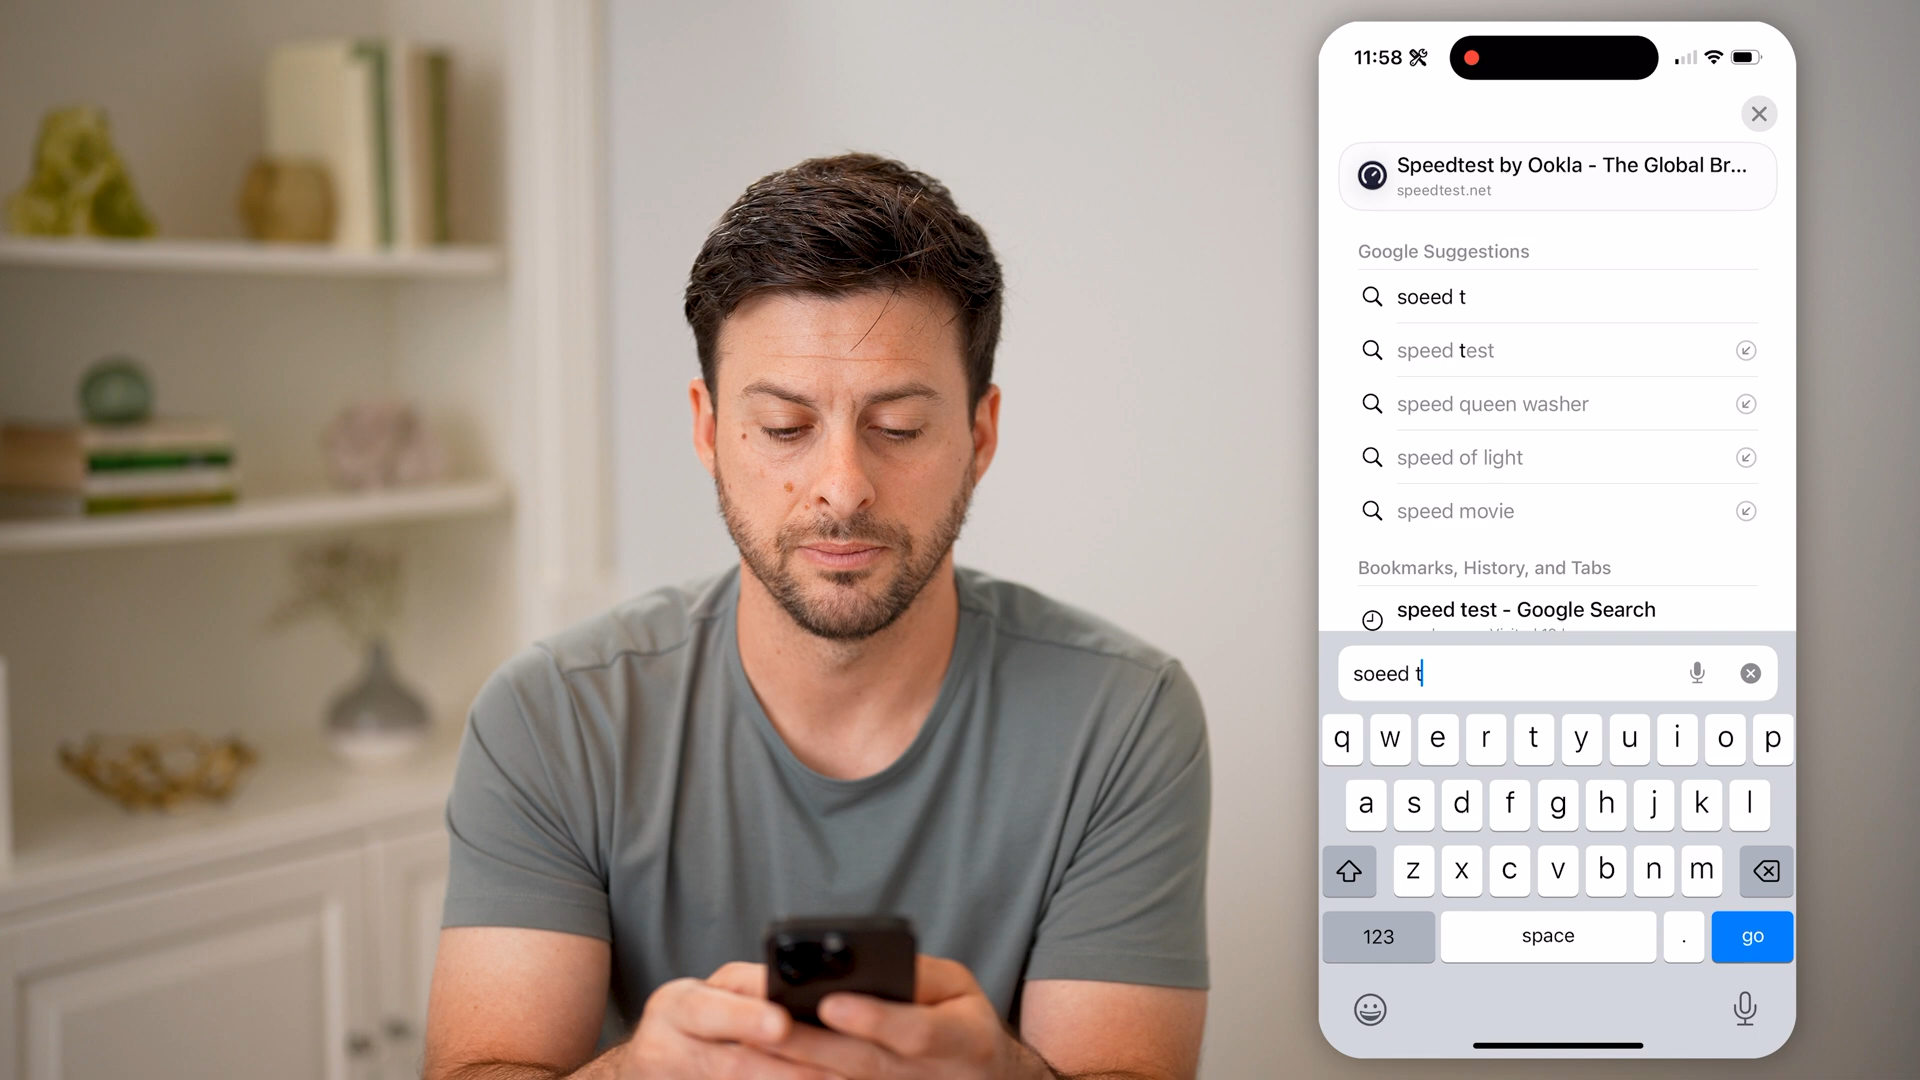 11:58
Speedtest by Ookla - The Global Br...
speedtest.net
Google Suggestions
soeed t
speed test
speed queen washer
speed of light
speed movie
Bookmarks, History, and Tabs
speed test - Google Search
soeed t
q w e r t y u i o p
a s d f g h j k l
z x c v b n m
123 space . go